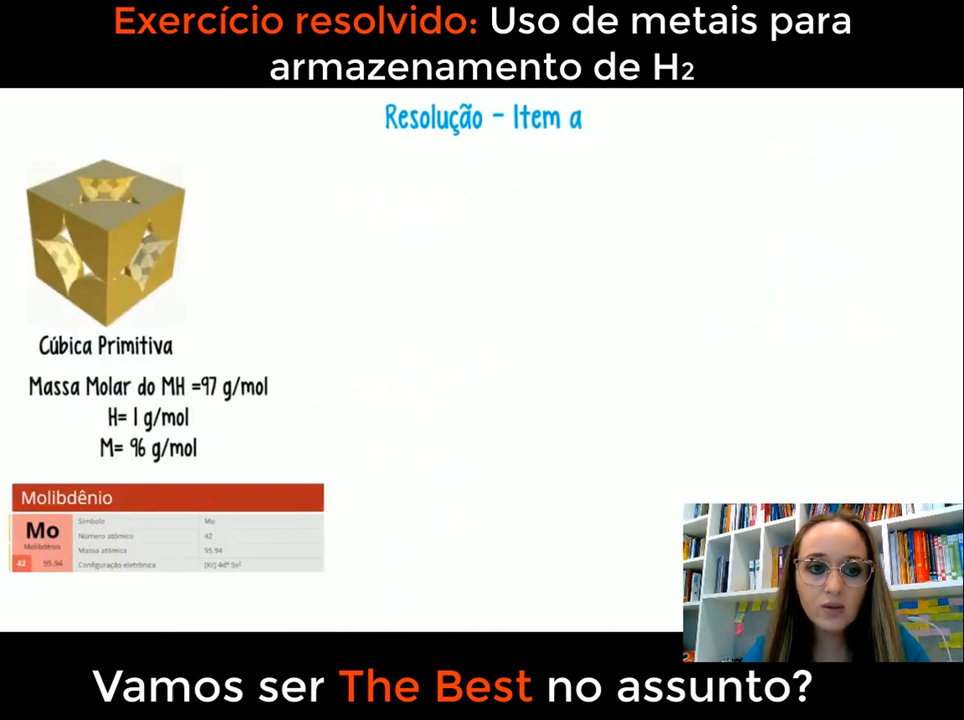 Exercício resolvido: Uso de metais para
armazenamento de H₂
Resolução - Item a
Cúbica Primitiva
Massa Molar do MH =97 g/mol
H= 1 g/mol
M= 96 g/mol
Molibdênio
Mo
Molibdênio
42 95.94
Símbolo Mo
Número atômico 42
Massa atômica 95.94
Configuração eletrônica
Vamos ser The Best no assunto?